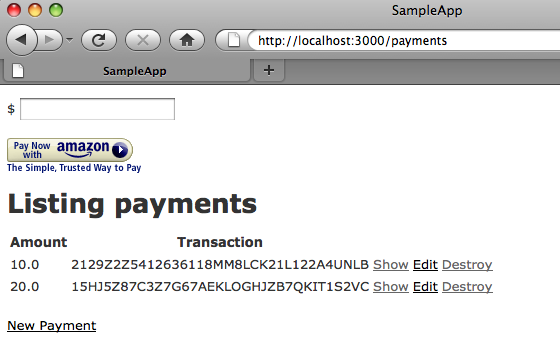 SampleApp
http://localhost:3000/payments
SampleApp
$
Pay Now with amazon
The Simple, Trusted Way to Pay
Listing payments
Amount Transaction
10.0 2129Z2Z5412636118MM8LCK21L122A4UNLB Show Edit Destroy
20.0 15HJ5Z87C3Z7G67AEKLOGHJZB7QKIT1S2VC Show Edit Destroy
New Payment